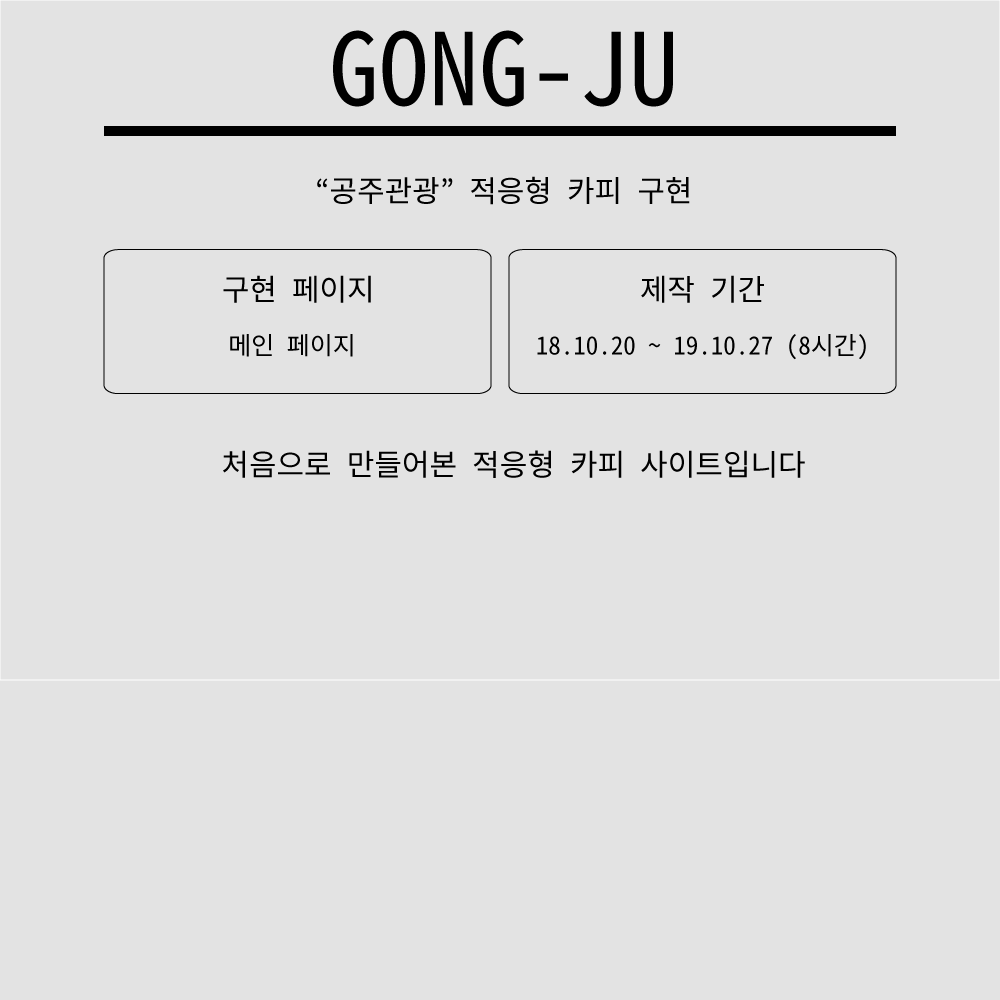 GONG-JU
“공주관광” 적응형 카피 구현
구현 페이지
메인 페이지
제작 기간
18.10.20 ~ 19.10.27 (8시간)
처음으로 만들어본 적응형 카피 사이트입니다